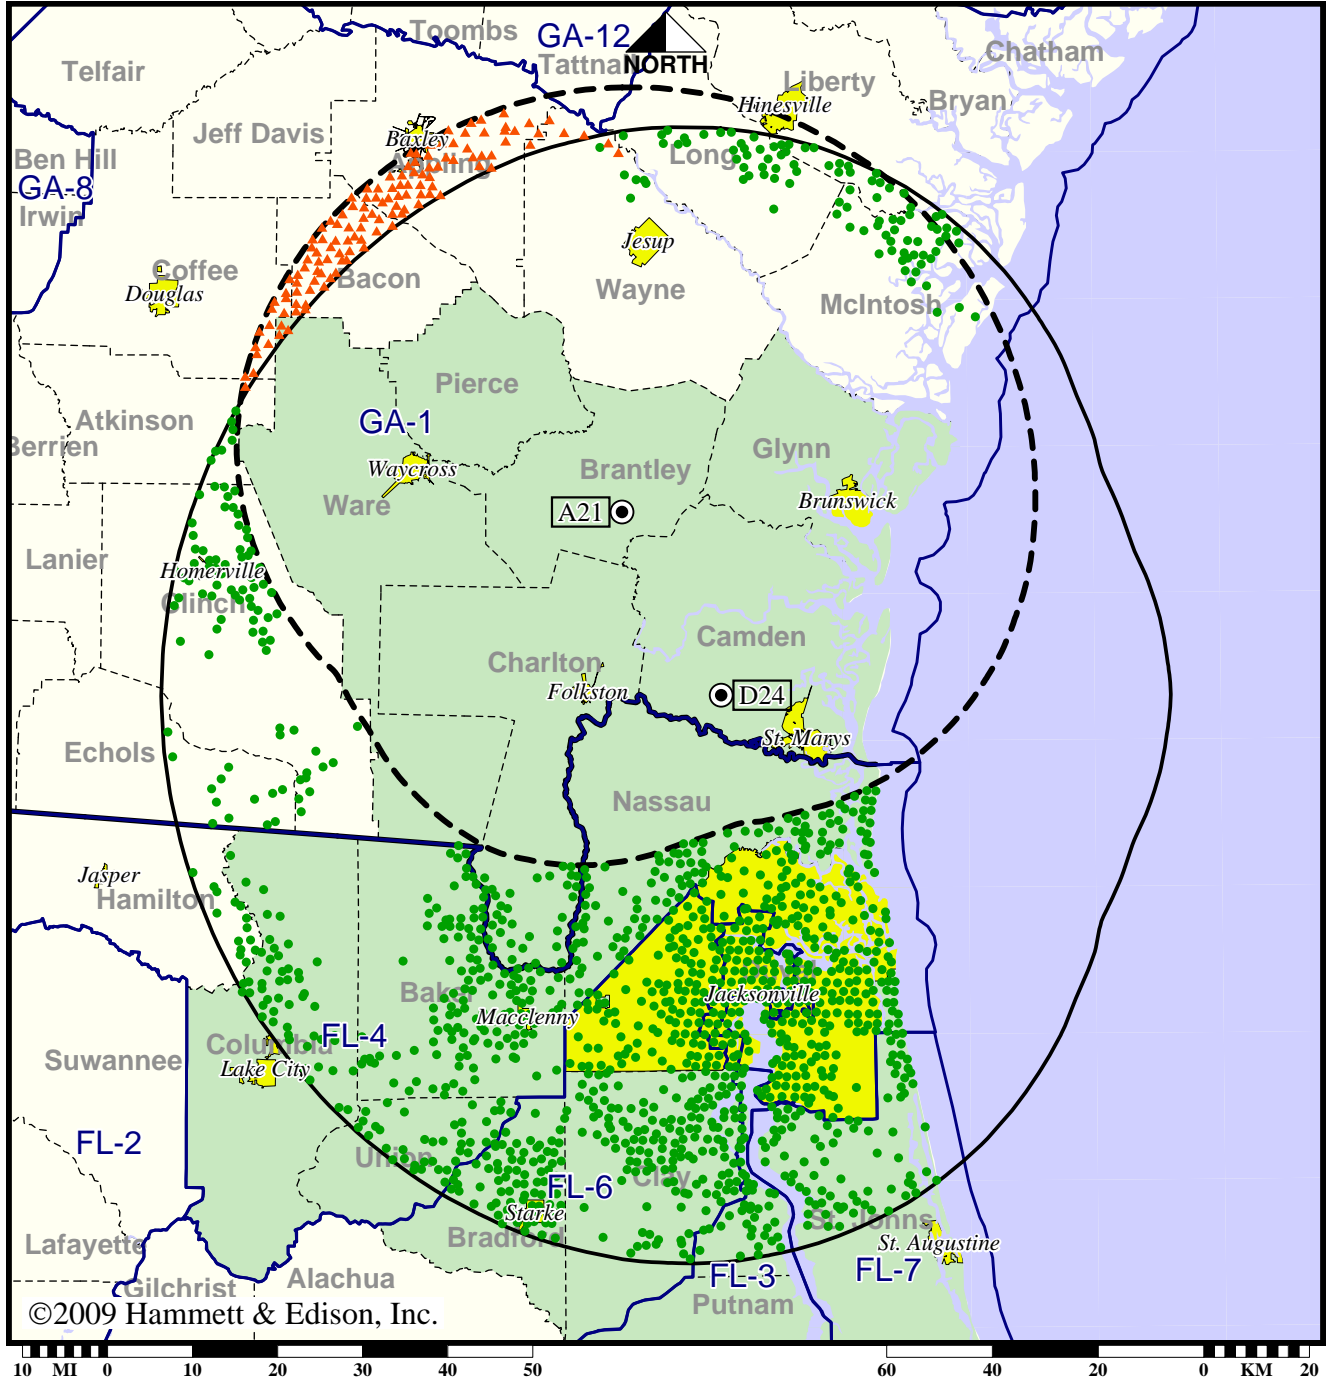 Toombs
GA-12
Tattna
NORTH
Chatham
Telfair
Liberty
Bryan
Hinesville
Jeff Davis
Baxley
Appling
Long
Ben Hill
GA-8
Irwin
Jesup
Coffee
Bacon
Douglas
Wayne
McIntosh
Pierce
GA-1
Atkinson
Berrien
Glynn
Waycross
Brantley
Ware
Brunswick
A21
Lanier
Homerville
Clinch
Camden
Charlton
Folkston
D24
St. Marys
Echols
Nassau
Jasper
Hamilton
Duval
Baker
Jacksonville
Macclenny
FL-4
Columbia
Suwannee
Lake City
FL-2
Union
Clay
FL-6
Starke
St. Johns
Bradford
Lafayette
St. Augustine
FL-7
FL-3
Alachua
Gilchrist
Putnam
©2009 Hammett & Edison, Inc.
10 MI 0 10 20 30 40 50 60 40 20 0 KM 20